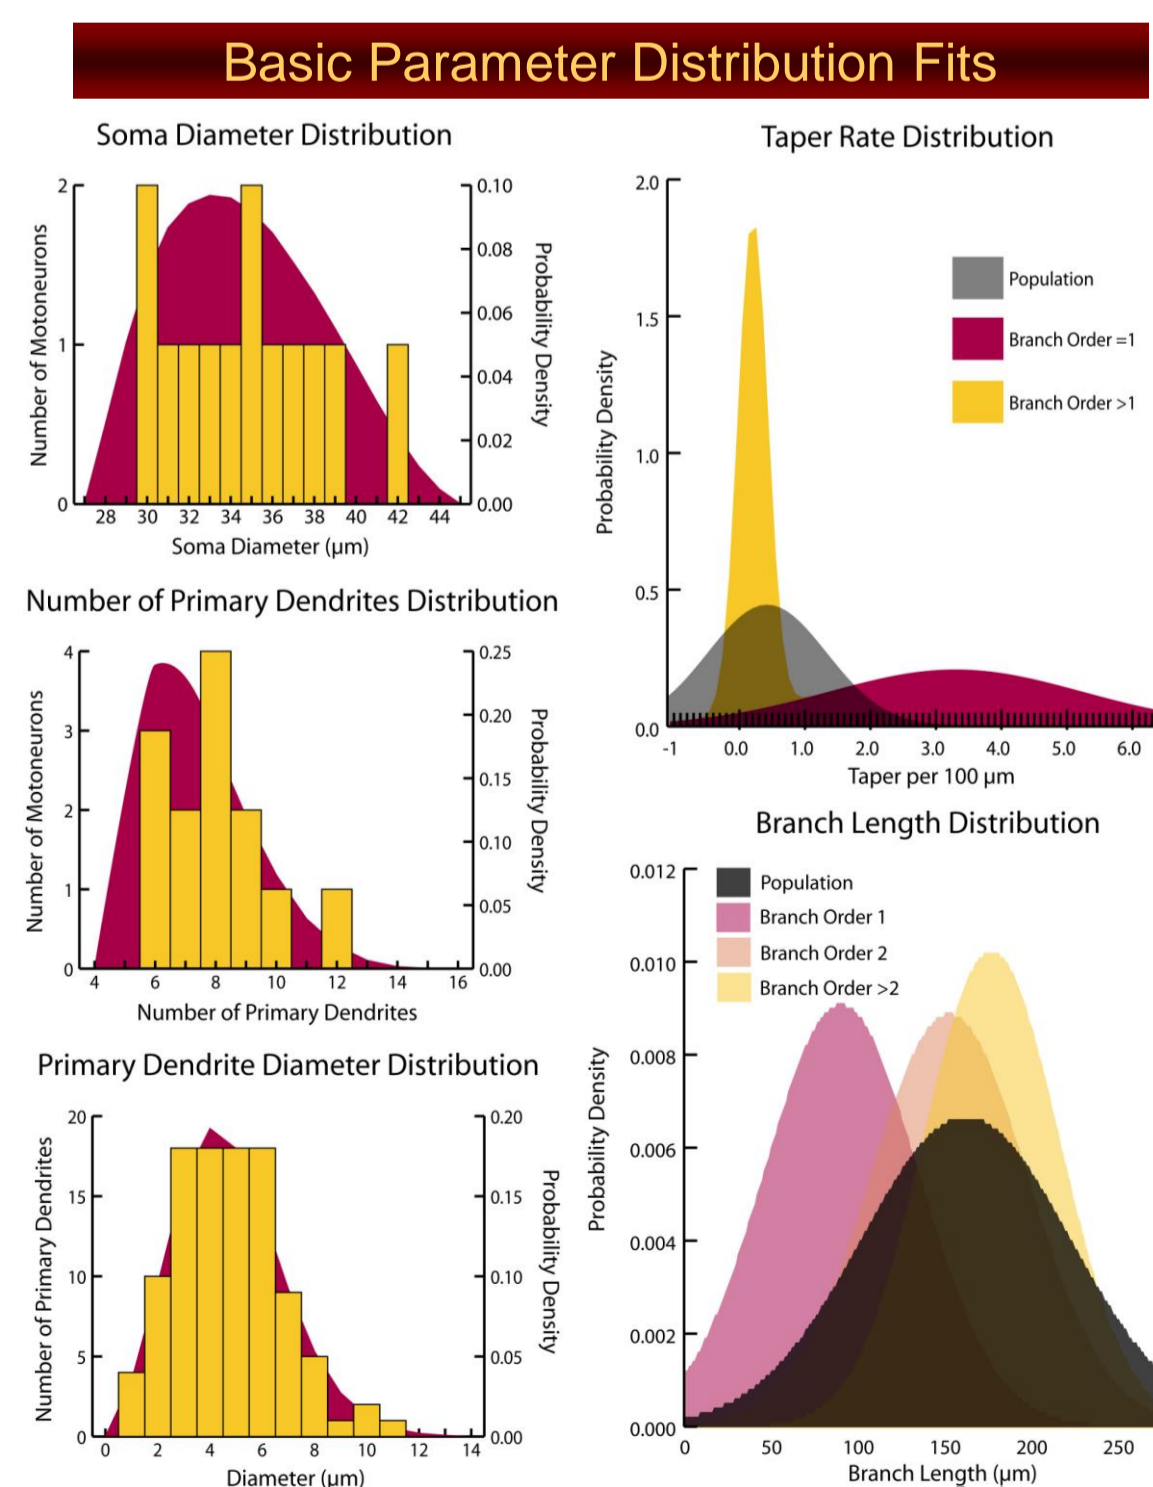 Basic Parameter Distribution Fits
Soma Diameter Distribution
Number of Motoneurons
2
1
0
0.10
0.08
0.06
0.04
0.02
0.00
Probability Density
28 30 32 34 36 38 40 42 44
Soma Diameter (µm)
Number of Primary Dendrites Distribution
Number of Motoneurons
4
3
2
1
0
0.25
0.20
0.15
0.10
0.05
0.00
Probability Density
4 6 8 10 12 14 16
Number of Primary Dendrites
Primary Dendrite Diameter Distribution
Number of Primary Dendrites
20
15
10
5
0
0.20
0.15
0.10
0.05
0.00
Probability Density
0 2 4 6 8 10 12 14
Diameter (µm)
Taper Rate Distribution
Probability Density
2.0
1.5
1.0
0.5
0.0
Population
Branch Order =1
Branch Order >1
-1 0.0 1.0 2.0 3.0 4.0 5.0 6.0
Taper per 100 µm
Branch Length Distribution
Probability Density
0.012
0.010
0.008
0.006
0.004
0.002
0.000
Population
Branch Order 1
Branch Order 2
Branch Order >2
0 50 100 150 200 250
Branch Length (µm)